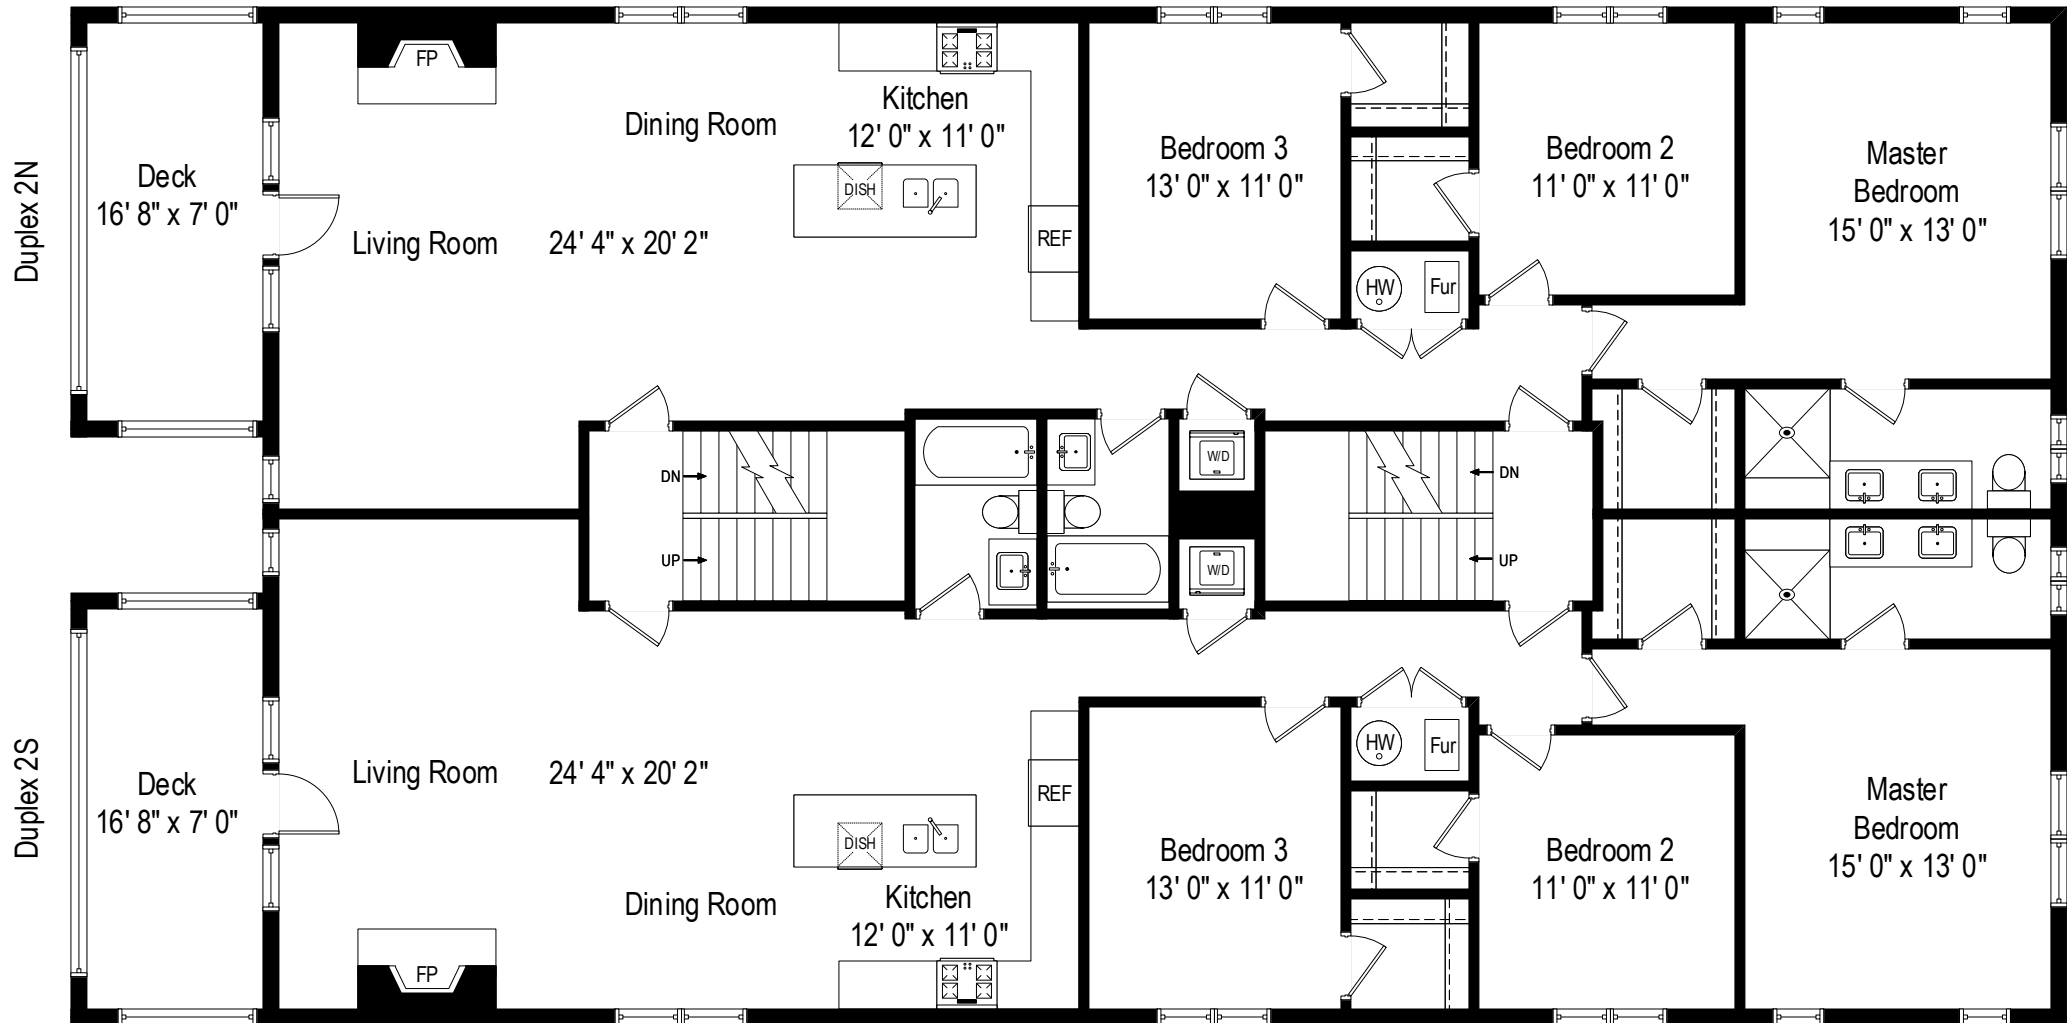 Duplex 2N
Deck
16' 8" x 7' 0"
FP
Living Room 24' 4" x 20' 2"
Dining Room
Kitchen
12' 0" x 11' 0"
DISH
REF
Bedroom 3
13' 0" x 11' 0"
HW
Fur
Bedroom 2
11' 0" x 11' 0"
Master
Bedroom
15' 0" x 13' 0"
DN
UP
W/D
W/D
DN
UP
Duplex 2S
Deck
16' 8" x 7' 0"
Living Room 24' 4" x 20' 2"
FP
Dining Room
DISH
Kitchen
12' 0" x 11' 0"
REF
Bedroom 3
13' 0" x 11' 0"
HW
Fur
Bedroom 2
11' 0" x 11' 0"
Master
Bedroom
15' 0" x 13' 0"